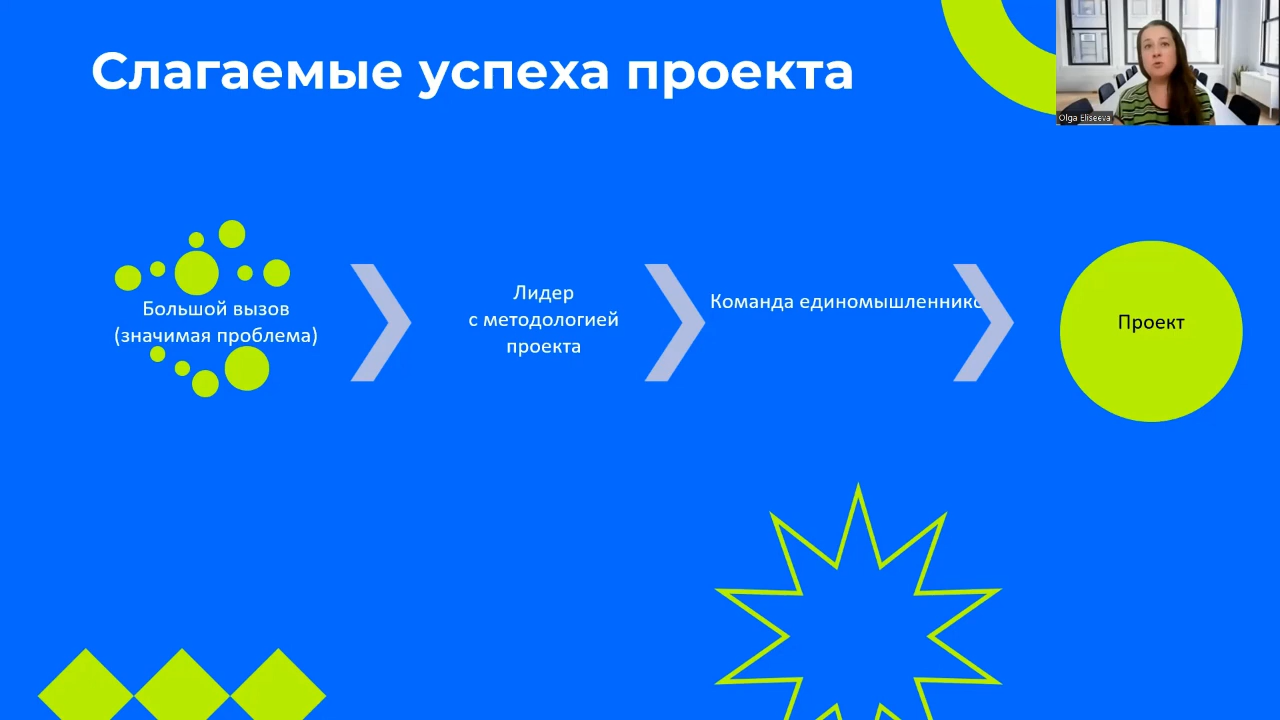 Слагаемые успеха проекта
Olga Eliseeva
Большой вызов
(значимая проблема)
Лидер
с методологией
проекта
Команда единомышленнико
Проект